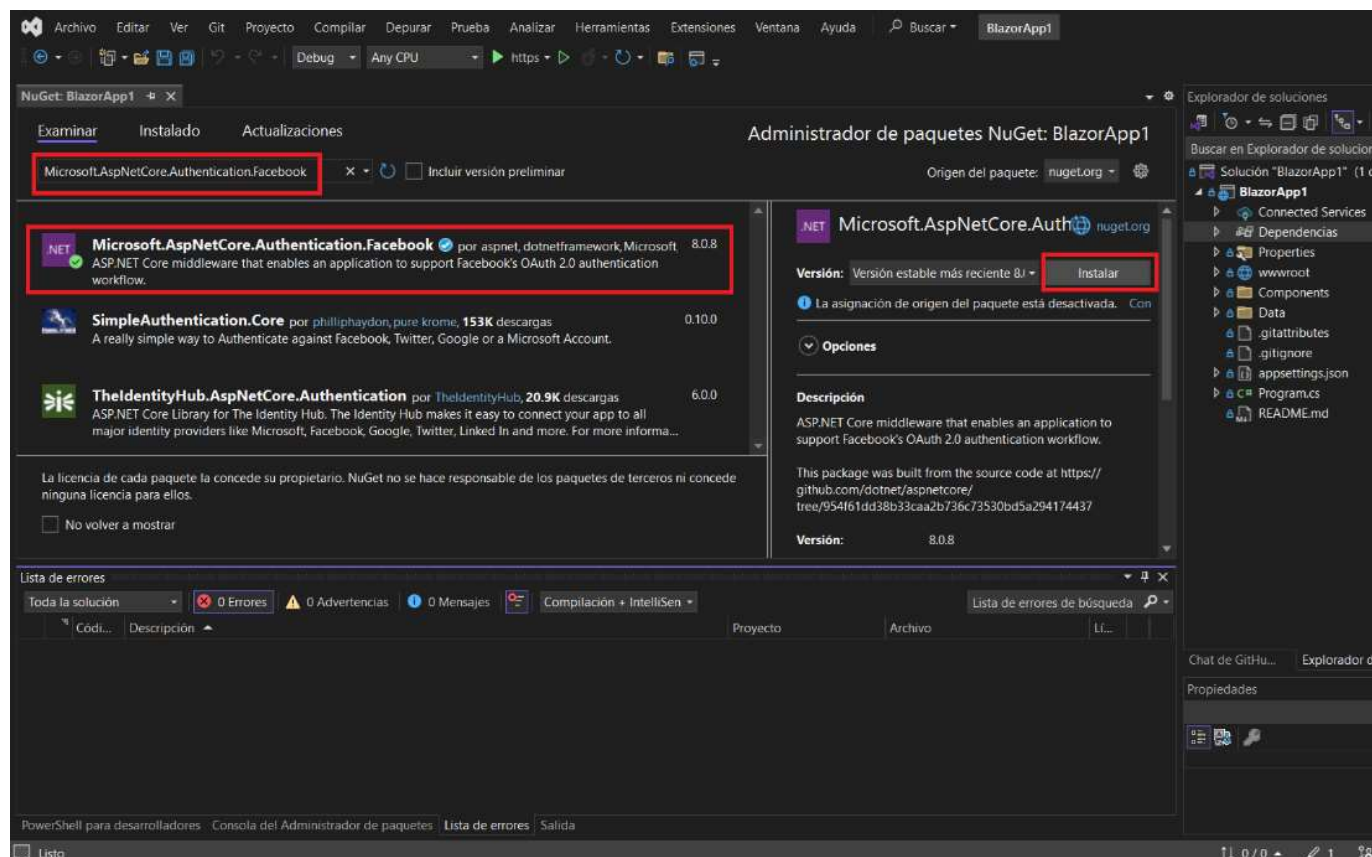 Archivo Editar Ver Git Proyecto Compilar Depurar Prueba Analizar Herramientas Extensiones Ventana Ayuda Buscar BlazorApp1
Debug Any CPU https
NuGet: BlazorApp1
Examinar Instalado Actualizaciones
Administrador de paquetes NuGet: BlazorApp1
Microsoft.AspNetCore.Authentication.Facebook
Incluir versión preliminar
Origen del paquete: nuget.org
.NET
Microsoft.AspNetCore.Authentication.Facebook por aspnet, dotnetframework, Microsoft 8.0.8
ASP.NET Core middleware that enables an application to support Facebook's OAuth 2.0 authentication
workflow.
SimpleAuthentication.Core por philliphaydon, pure krome, 153K descargas 0.10.0
A really simple way to Authenticate against Facebook, Twitter, Google or a Microsoft Account.
TheIdentityHub.AspNetCore.Authentication por TheIdentityHub, 20.9K descargas 6.0.0
ASP.NET Core Library for The Identity Hub. The Identity Hub makes it easy to connect your app to all
major identity providers like Microsoft, Facebook, Google, Twitter, Linked In and more. For more informa...
La licencia de cada paquete la concede su propietario. NuGet no se hace responsable de los paquetes de terceros ni concede
ninguna licencia para ellos.
No volver a mostrar
.NET
Microsoft.AspNetCore.Auth nuget.org
Versión: Versión estable más reciente 8.( Instalar
La asignación de origen del paquete está desactivada. Con
Opciones
Descripción
ASP.NET Core middleware that enables an application to
support Facebook's OAuth 2.0 authentication workflow.
This package was built from the source code at https://
github.com/dotnet/aspnetcore/
tree/954f61dd38b33caa2b736c73530bd5a294174437
Versión: 8.0.8
Lista de errores
Toda la solución 0 Errores 0 Advertencias 0 Mensajes Compilación + IntelliSen Lista de errores de búsqueda
Códi... Descripción Proyecto Archivo Lí...
PowerShell para desarrolladores Consola del Administrador de paquetes Lista de errores Salida
Explorador de soluciones
Buscar en Explorador de solucion
Solución "BlazorApp1" (1 d
BlazorApp1
Connected Services
Dependencias
Properties
wwwroot
Components
Data
.gitattributes
.gitignore
appsettings.json
C# Program.cs
README.md
Chat de GitHu... Explorador d
Propiedades
Listo
0 / 0 1